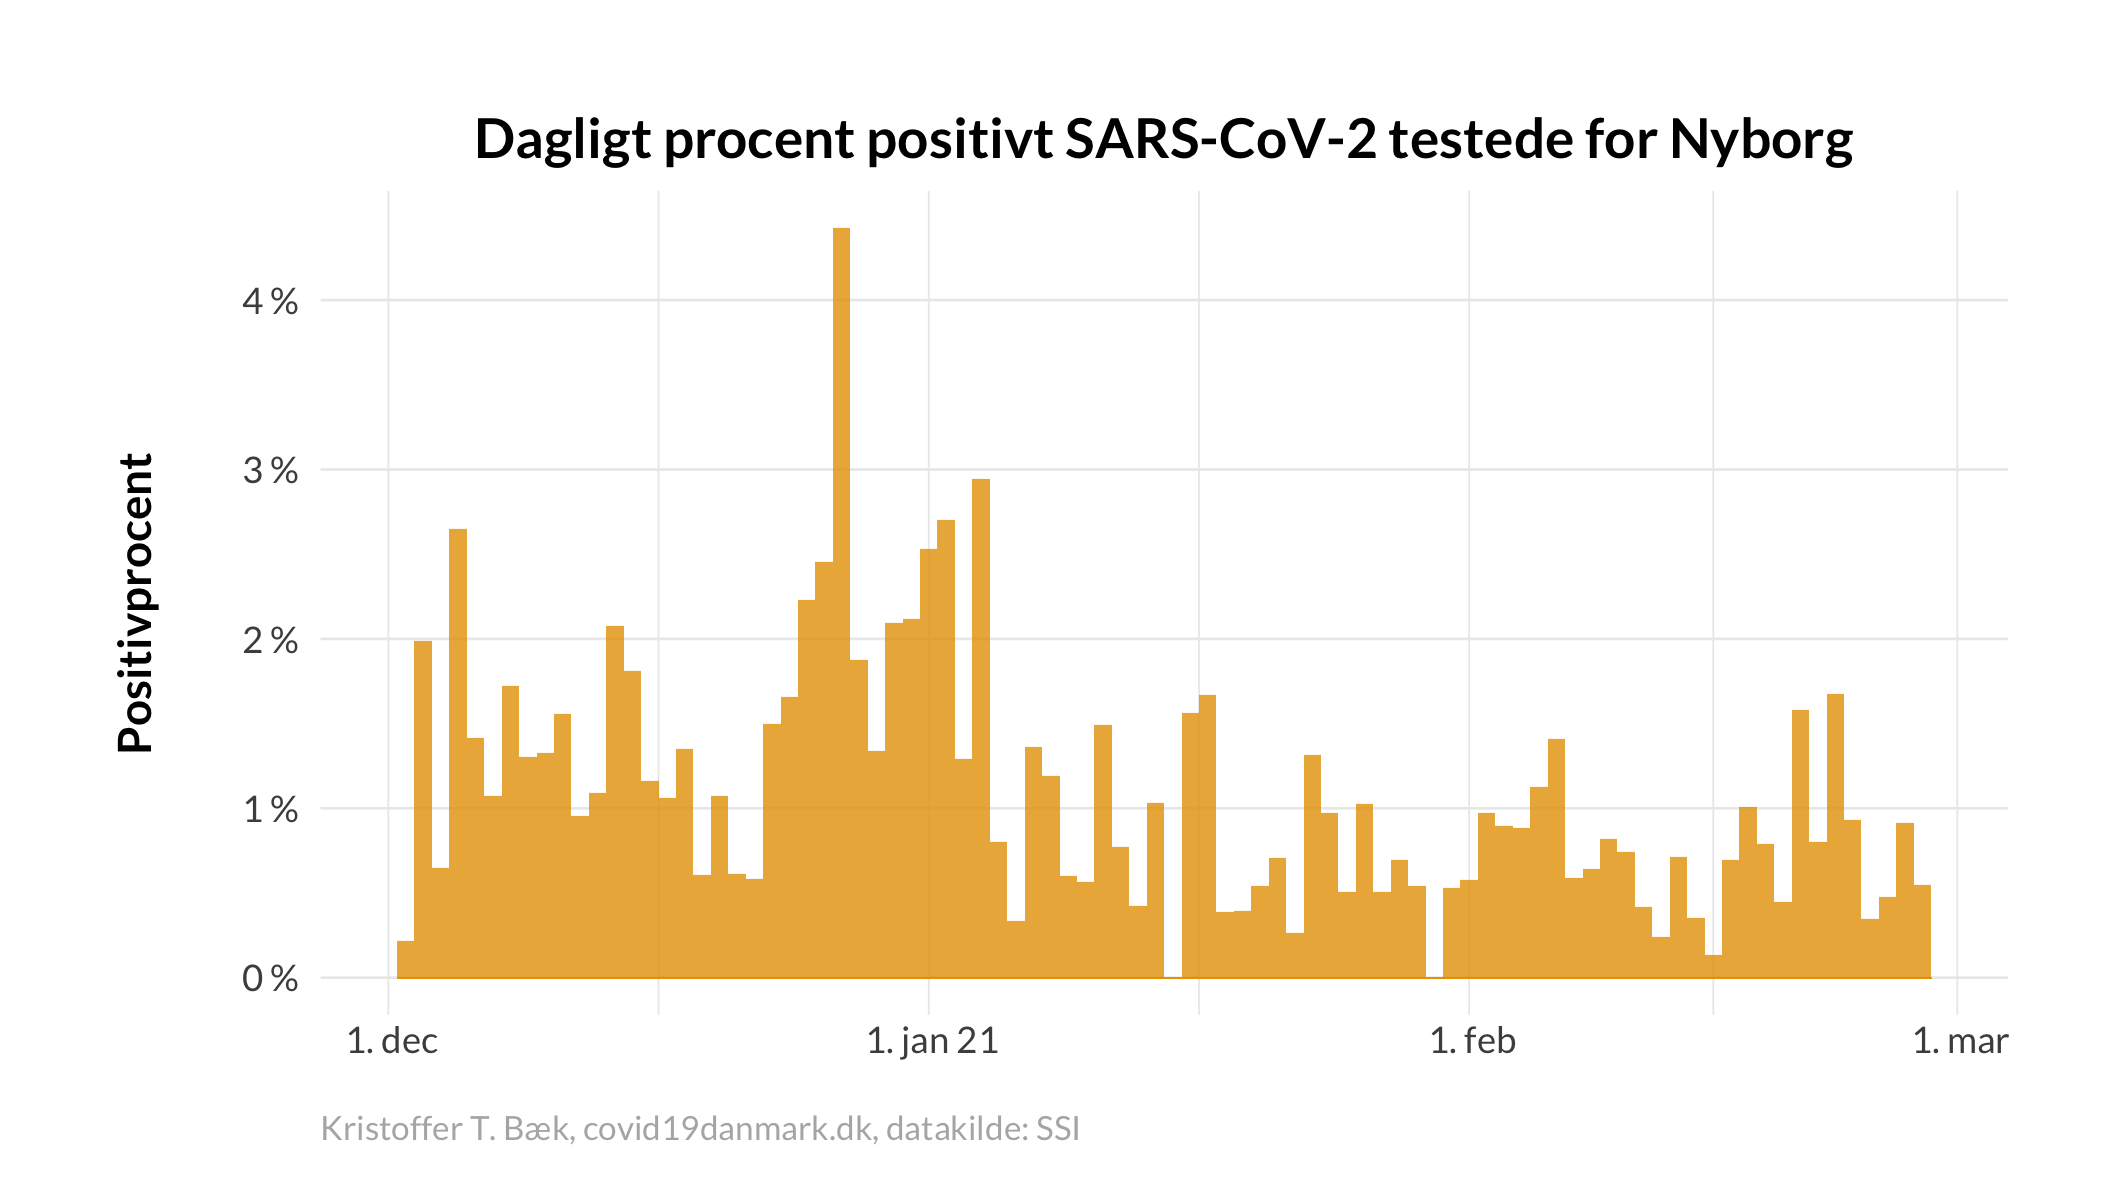 Dagligt procent positivt SARS-CoV-2 testede for Nyborg
Positivprocent
4 %
3 %
2 %
1 %
0 %
1. dec
1. jan 21
1. feb
1. mar
Kristoffer T. Bæk, covid19danmark.dk, datakilde: SSI